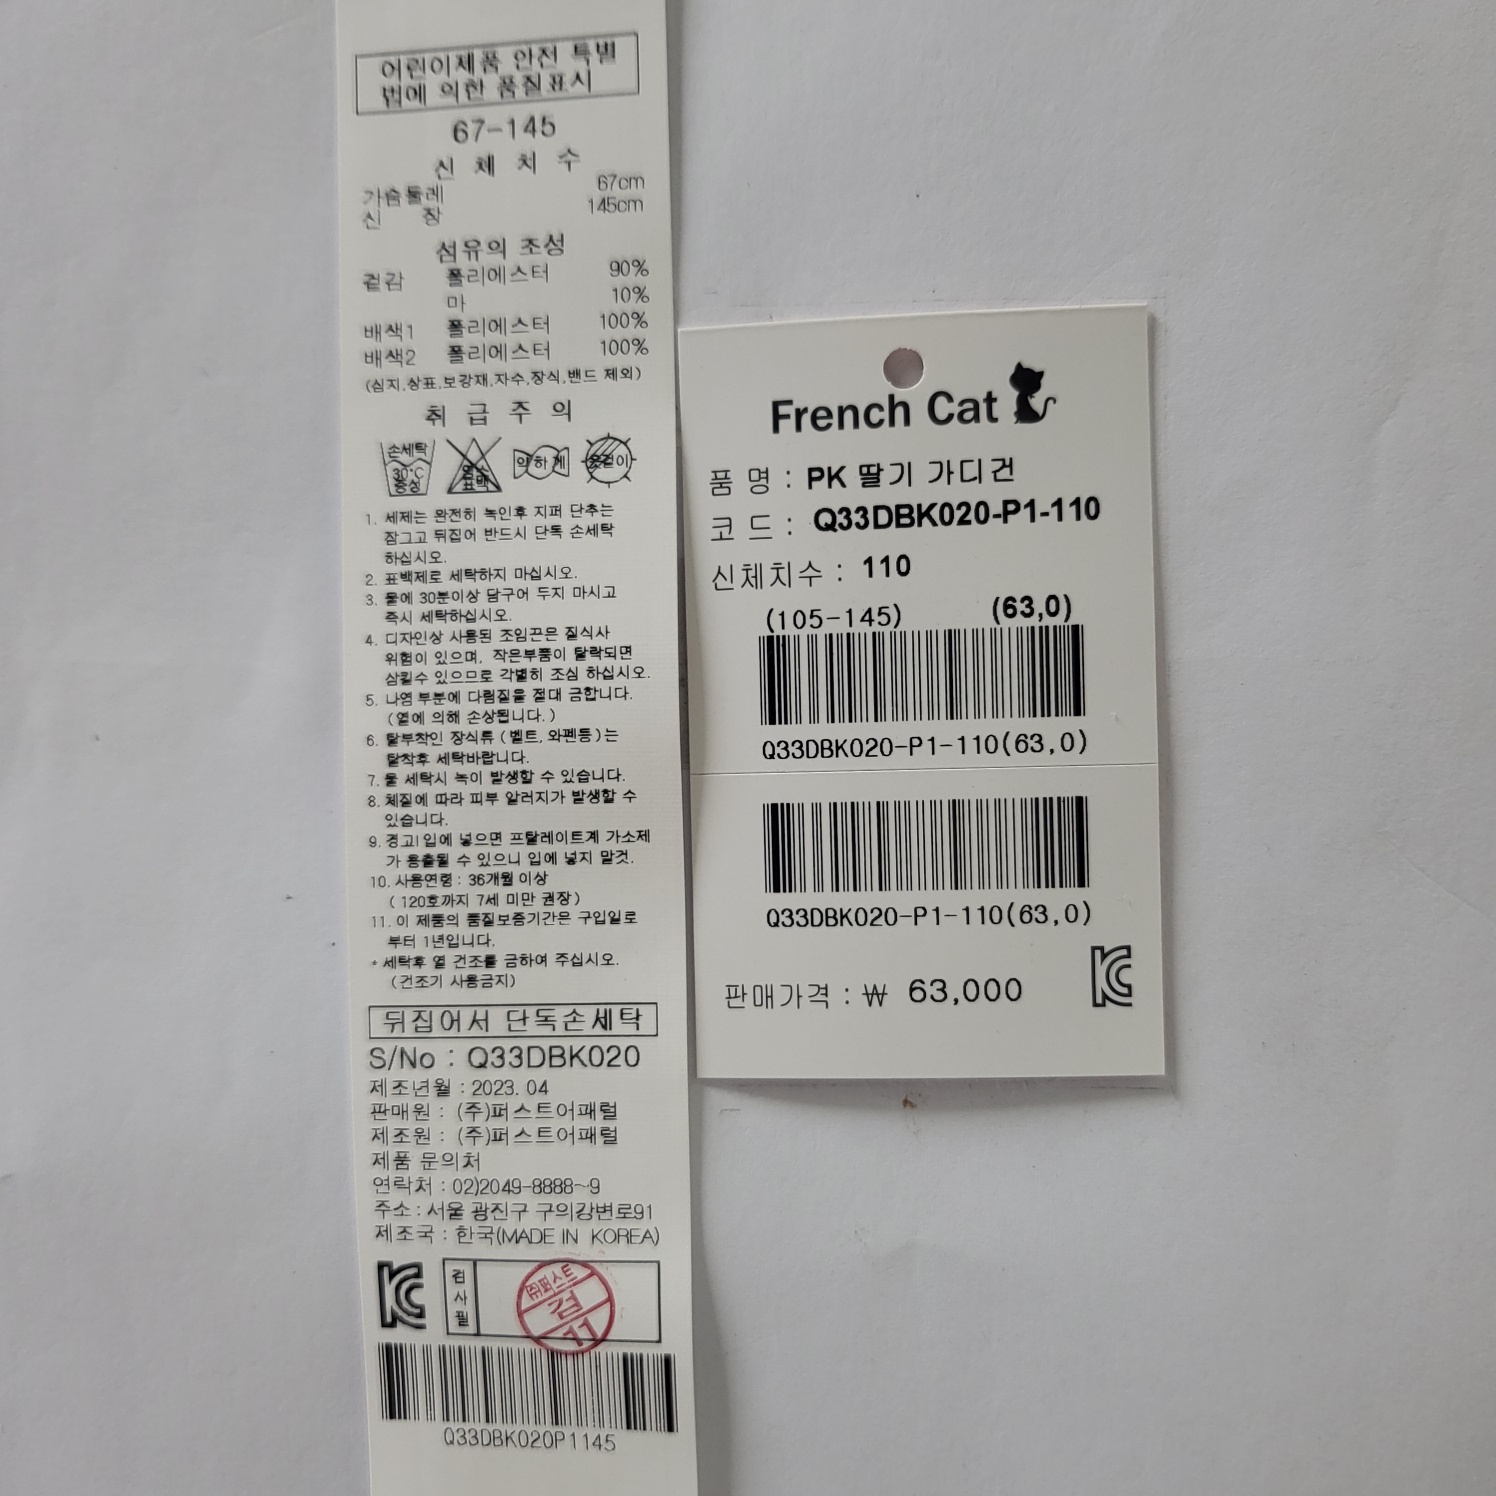 어린이제품 안전 특별
법에 의한 품질표시
67-145
신 체 치 수
가슴둘레 67cm
신 장 145cm
섬유의 조성
겉감 폴리에스터 90%
마 10%
배색1 폴리에스터 100%
배색2 폴리에스터 100%
(심지,상표,보강재,자수,장식,밴드 제외)
취 급 주 의
손세탁
30℃
중성
염소
표백
약하게
옷걸이
1. 세제는 완전히 녹인후 지퍼 단추는
잠그고 뒤집어 반드시 단독 손세탁
하십시오.
2. 표백제로 세탁하지 마십시오.
3. 물에 30분이상 담구어 두지 마시고
즉시 세탁하십시오.
4. 디자인상 사용된 조임끈은 질식사
위험이 있으며, 작은부품이 탈락되면
삼킬수 있으므로 각별히 조심 하십시오.
5. 나염 부분에 다림질을 절대 금합니다.
(열에 의해 손상됩니다.)
6. 탈부착인 장식류 (벨트, 와펜등)는
탈착후 세탁바랍니다.
7. 물 세탁시 녹이 발생할 수 있습니다.
8. 체질에 따라 피부 알러지가 발생할 수
있습니다.
9. 경고! 입에 넣으면 프탈레이트계 가소제
가 용출될 수 있으니 입에 넣지 말것.
10. 사용연령 : 36개월 이상
( 120호까지 7세 미만 권장)
11. 이 제품의 품질보증기간은 구입일로
부터 1년입니다.
* 세탁후 열 건조를 금하여 주십시오.
(건조기 사용금지)
뒤집어서 단독손세탁
S/No : Q33DBK020
제조년월 : 2023. 04
판매원 : (주)퍼스트어패럴
제조원 : (주)퍼스트어패럴
제품 문의처
연락처 : 02)2049-8888~9
주소 : 서울 광진구 구의강변로91
제조국 : 한국(MADE IN KOREA)
KC
검사필
㈜퍼스트
검
11
Q33DBK020P1145
French Cat
품 명 : PK 딸기 가디건
코 드 : Q33DBK020-P1-110
신체치수 : 110
(105-145) (63,0)
Q33DBK020-P1-110(63,0)
Q33DBK020-P1-110(63,0)
판매가격 : ₩ 63,000
KC